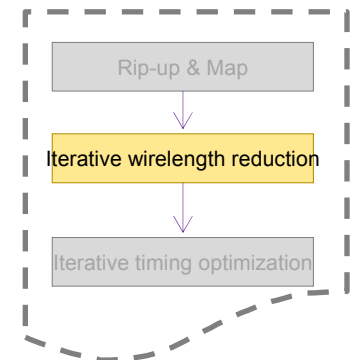 Rip-up & Map
Iterative wirelength reduction
Iterative timing optimization